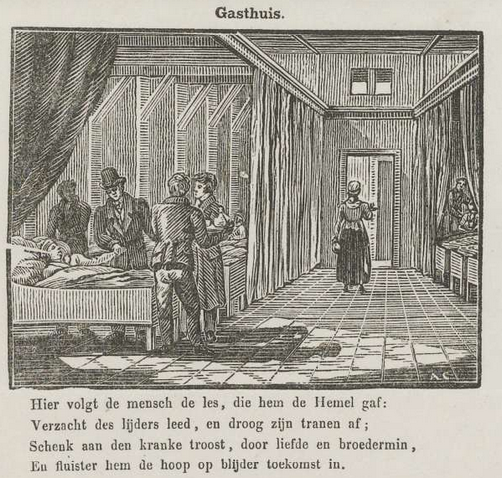 Gasthuis.
A C
Hier volgt de mensch de les, die hem de Hemel gaf:
Verzacht des lijders leed, en droog zijn tranen af;
Schenk aan den kranke troost, door liefde en broedermin,
En fluister hem de hoop op blijder toekomst in.